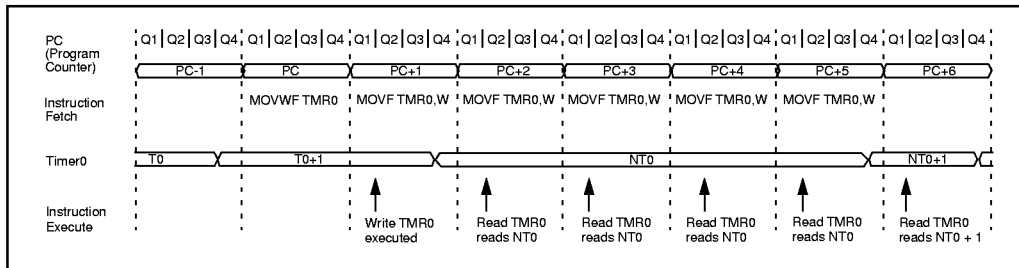 PC
(Program
Counter)
Q1 Q2 Q3 Q4 Q1 Q2 Q3 Q4 Q1 Q2 Q3 Q4 Q1 Q2 Q3 Q4 Q1 Q2 Q3 Q4 Q1 Q2 Q3 Q4 Q1 Q2 Q3 Q4 Q1 Q2 Q3 Q4
PC-1 PC PC+1 PC+2 PC+3 PC+4 PC+5 PC+6
Instruction
Fetch
MOVWF TMR0 MOVF TMR0,W MOVF TMR0,W MOVF TMR0,W MOVF TMR0,W MOVF TMR0,W
Timer0
T0 T0+1 NT0 NT0+1
Instruction
Execute
Write TMR0
executed
Read TMR0
reads NT0
Read TMR0
reads NT0
Read TMR0
reads NT0
Read TMR0
reads NT0
Read TMR0
reads NT0 + 1